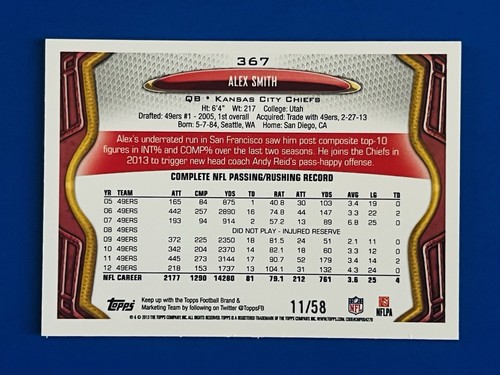 367
ALEX SMITH
QB * KANSAS CITY CHIEFS
Ht: 6'4" Wt: 217 College: Utah
Drafted: 49ers #1 - 2005, 1st overall Acquired: Trade with 49ers, 2-27-13
Born: 5-7-84, Seattle, WA Home: San Diego, CA
Alex's underrated run in San Francisco saw him post composite top-10
figures in INT% and COMP% over the last two seasons. He joins the Chiefs in
2013 to trigger new head coach Andy Reid's pass-happy offense.
COMPLETE NFL PASSING/RUSHING RECORD
YR TEAM ATT CMP YDS TD RAT ATT YDS AVG LG TD
05 49ERS 165 84 875 1 40.8 30 103 3.4 19 0
06 49ERS 442 257 2890 16 74.8 44 147 3.3 22 2
07 49ERS 193 94 914 2 57.2 13 89 6.8 25 0
08 49ERS DID NOT PLAY - INJURED RESERVE
09 49ERS 372 225 2350 18 81.5 24 51 2.1 11 0
10 49ERS 342 204 2370 14 82.1 18 60 3.3 12 0
11 49ERS 445 273 3144 17 90.7 52 179 3.4 14 2
12 49ERS 218 153 1737 13 104.1 31 132 4.3 24 0
NFL CAREER 2177 1290 14280 81 79.1 212 761 3.6 25 4
Topps
Keep up with the Topps Football Brand &
Marketing Team by following on Twitter @ToppsFB
11/58
NFL
NFLPA